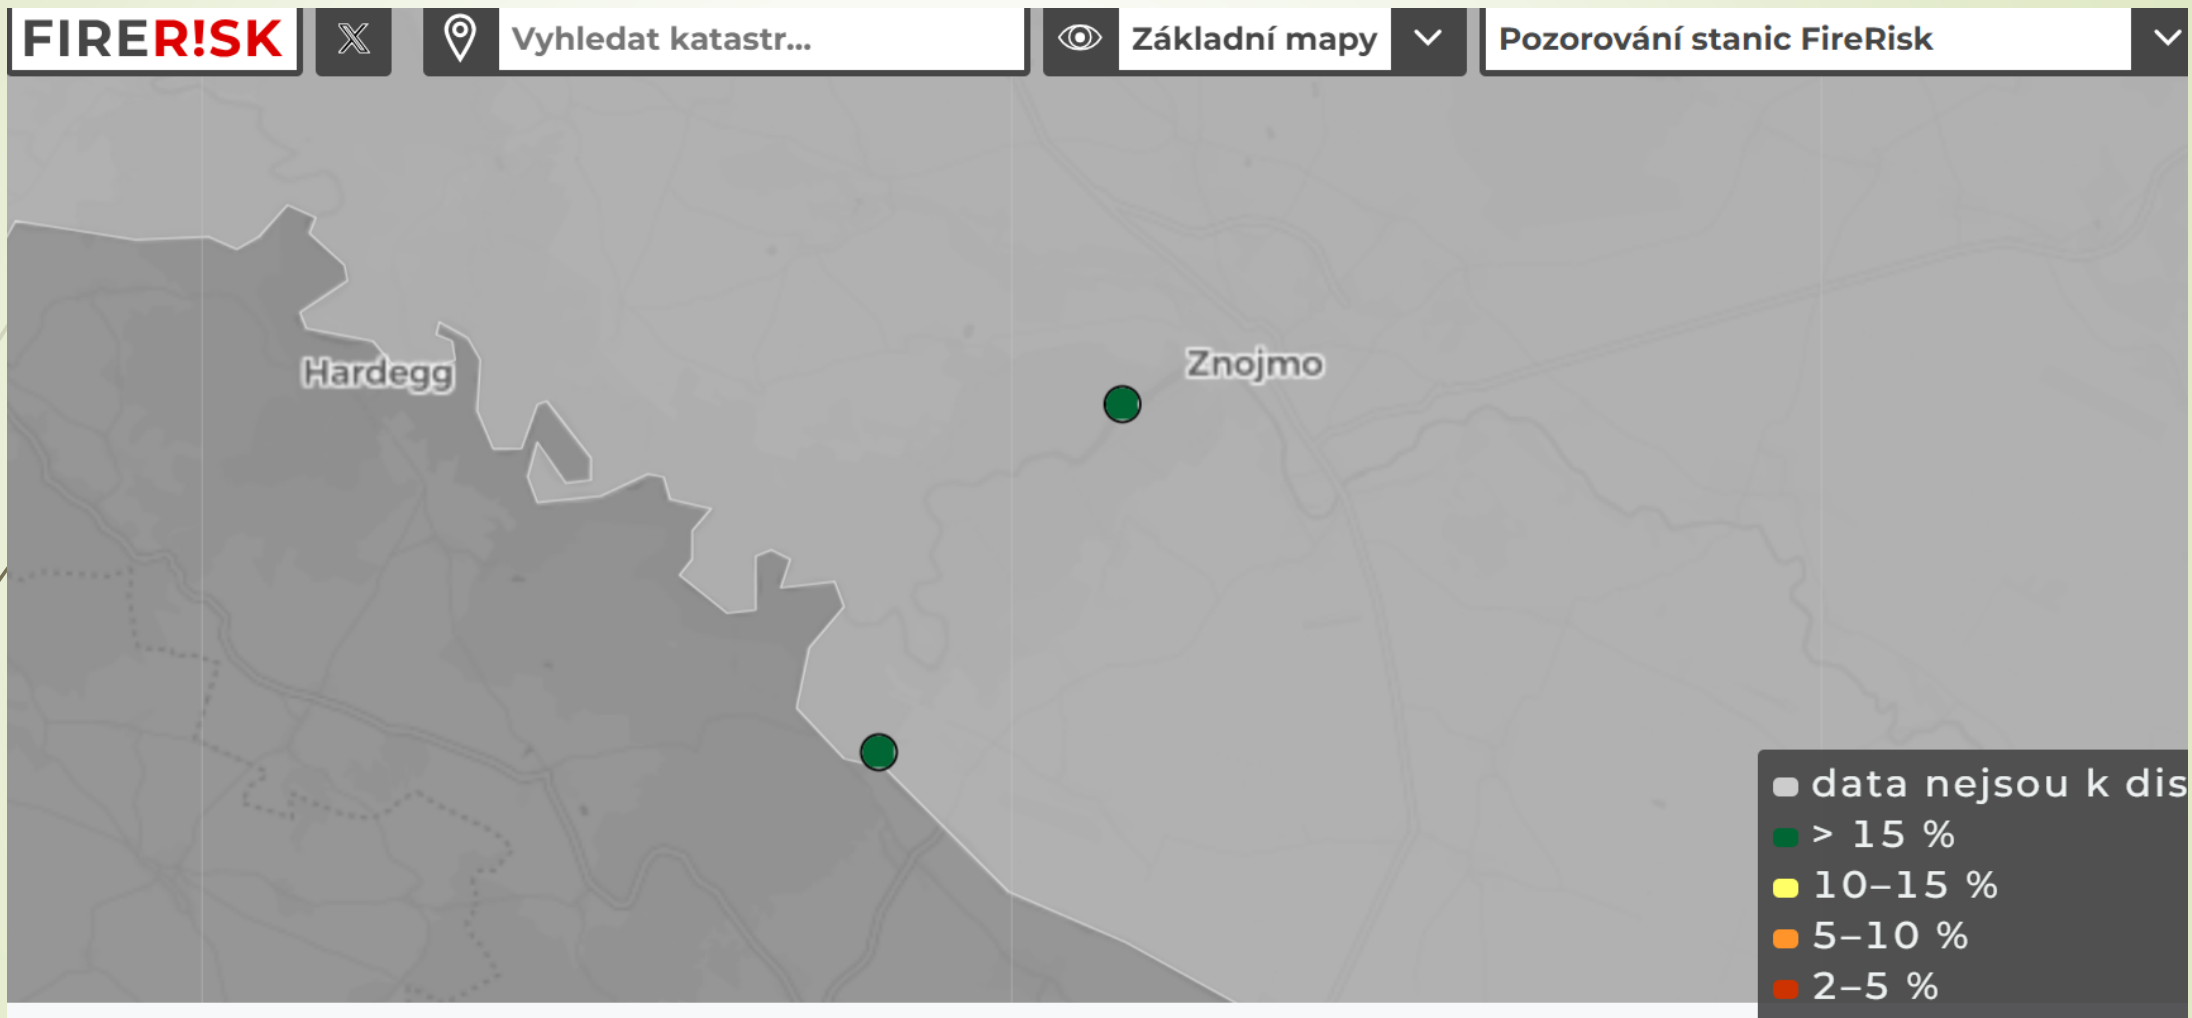 FIRER!SK
Vyhledat katastr...
Základní mapy
Pozorování stanic FireRisk
Hardegg
Znojmo
data nejsou k dis
> 15 %
10–15 %
5–10 %
2–5 %